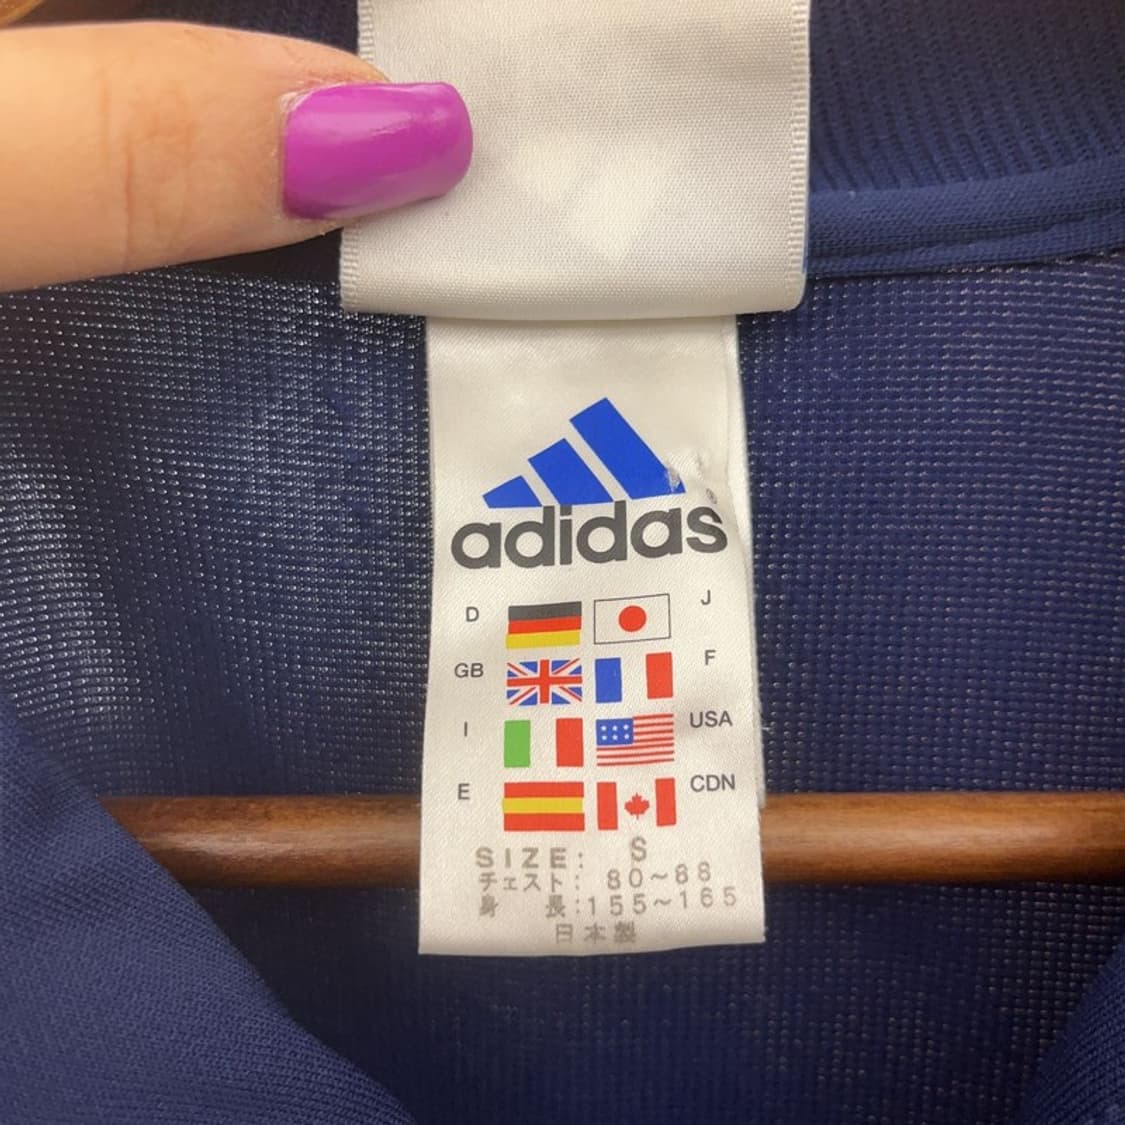 adidas®
D J
GB F
I USA
E CDN
SIZE: S
チェスト: 80~88
身 長:155~165
日本製